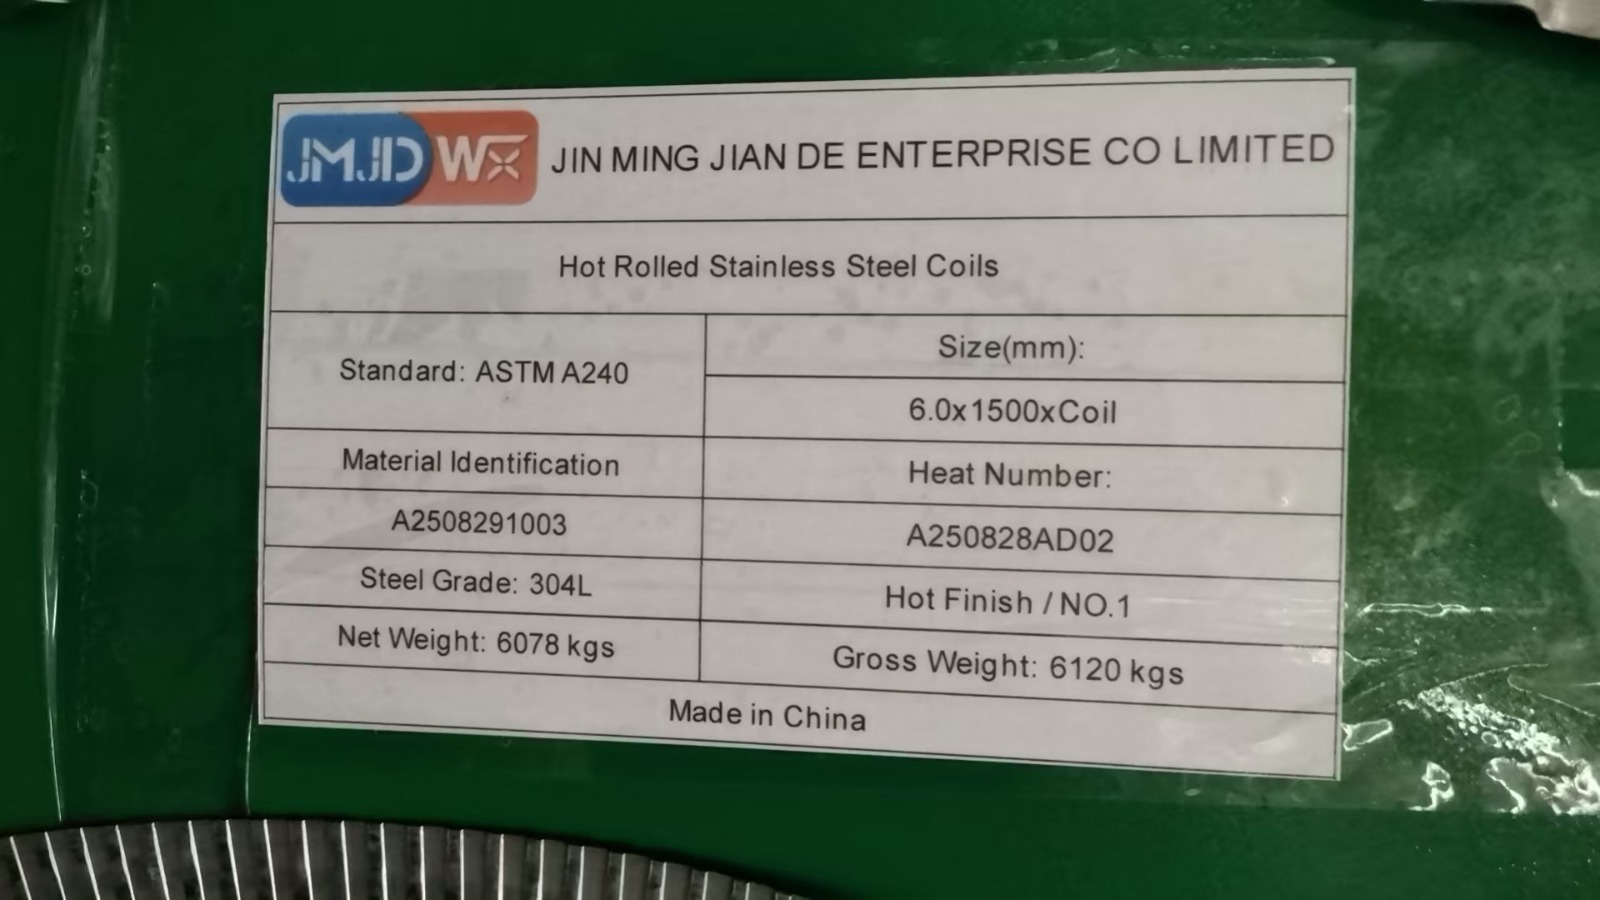 JMJD WX JIN MING JIAN DE ENTERPRISE CO LIMITED
Hot Rolled Stainless Steel Coils
Standard: ASTM A240
Size(mm):
6.0x1500xCoil
Material Identification
Heat Number:
A2508291003
A250828AD02
Steel Grade: 304L
Hot Finish / NO.1
Net Weight: 6078 kgs
Gross Weight: 6120 kgs
Made in China